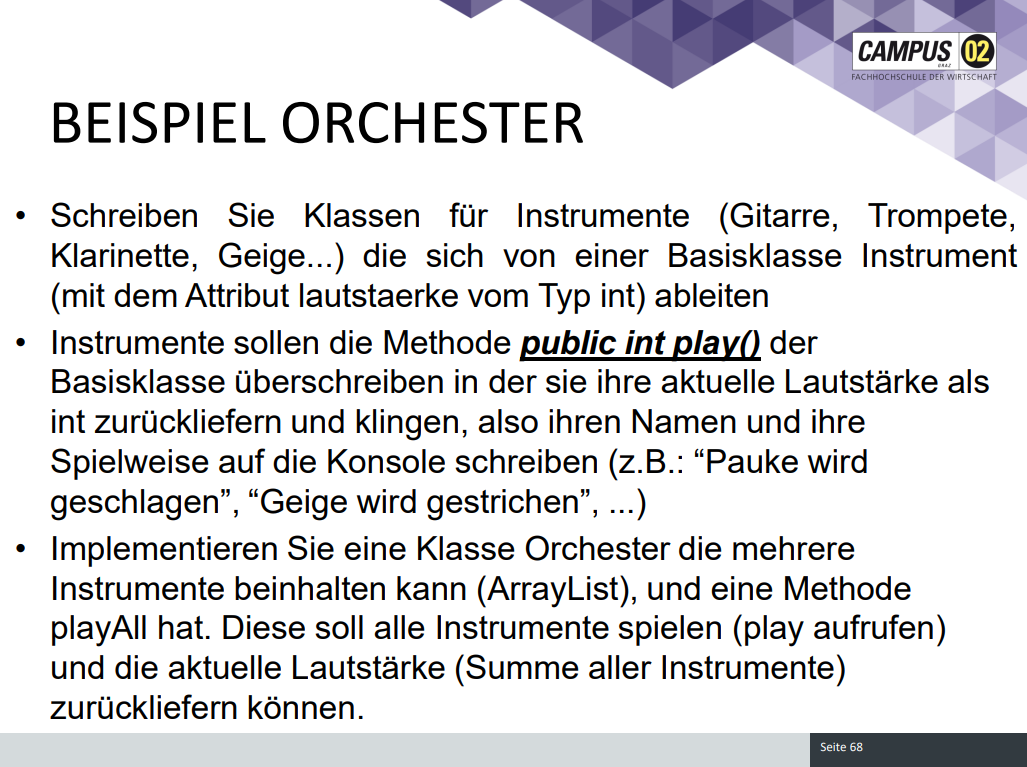 CAMPUS 02
GRAZ
FACHHOCHSCHULE DER WIRTSCHAFT
BEISPIEL ORCHESTER
• Schreiben Sie Klassen für Instrumente (Gitarre, Trompete,
Klarinette, Geige...) die sich von einer Basisklasse Instrument
(mit dem Attribut lautstaerke vom Typ int) ableiten
• Instrumente sollen die Methode public int play() der
Basisklasse überschreiben in der sie ihre aktuelle Lautstärke als
int zurückliefern und klingen, also ihren Namen und ihre
Spielweise auf die Konsole schreiben (z.B.: “Pauke wird
geschlagen”, “Geige wird gestrichen”, ...)
• Implementieren Sie eine Klasse Orchester die mehrere
Instrumente beinhalten kann (ArrayList), und eine Methode
playAll hat. Diese soll alle Instrumente spielen (play aufrufen)
und die aktuelle Lautstärke (Summe aller Instrumente)
zurückliefern können.
Seite 68